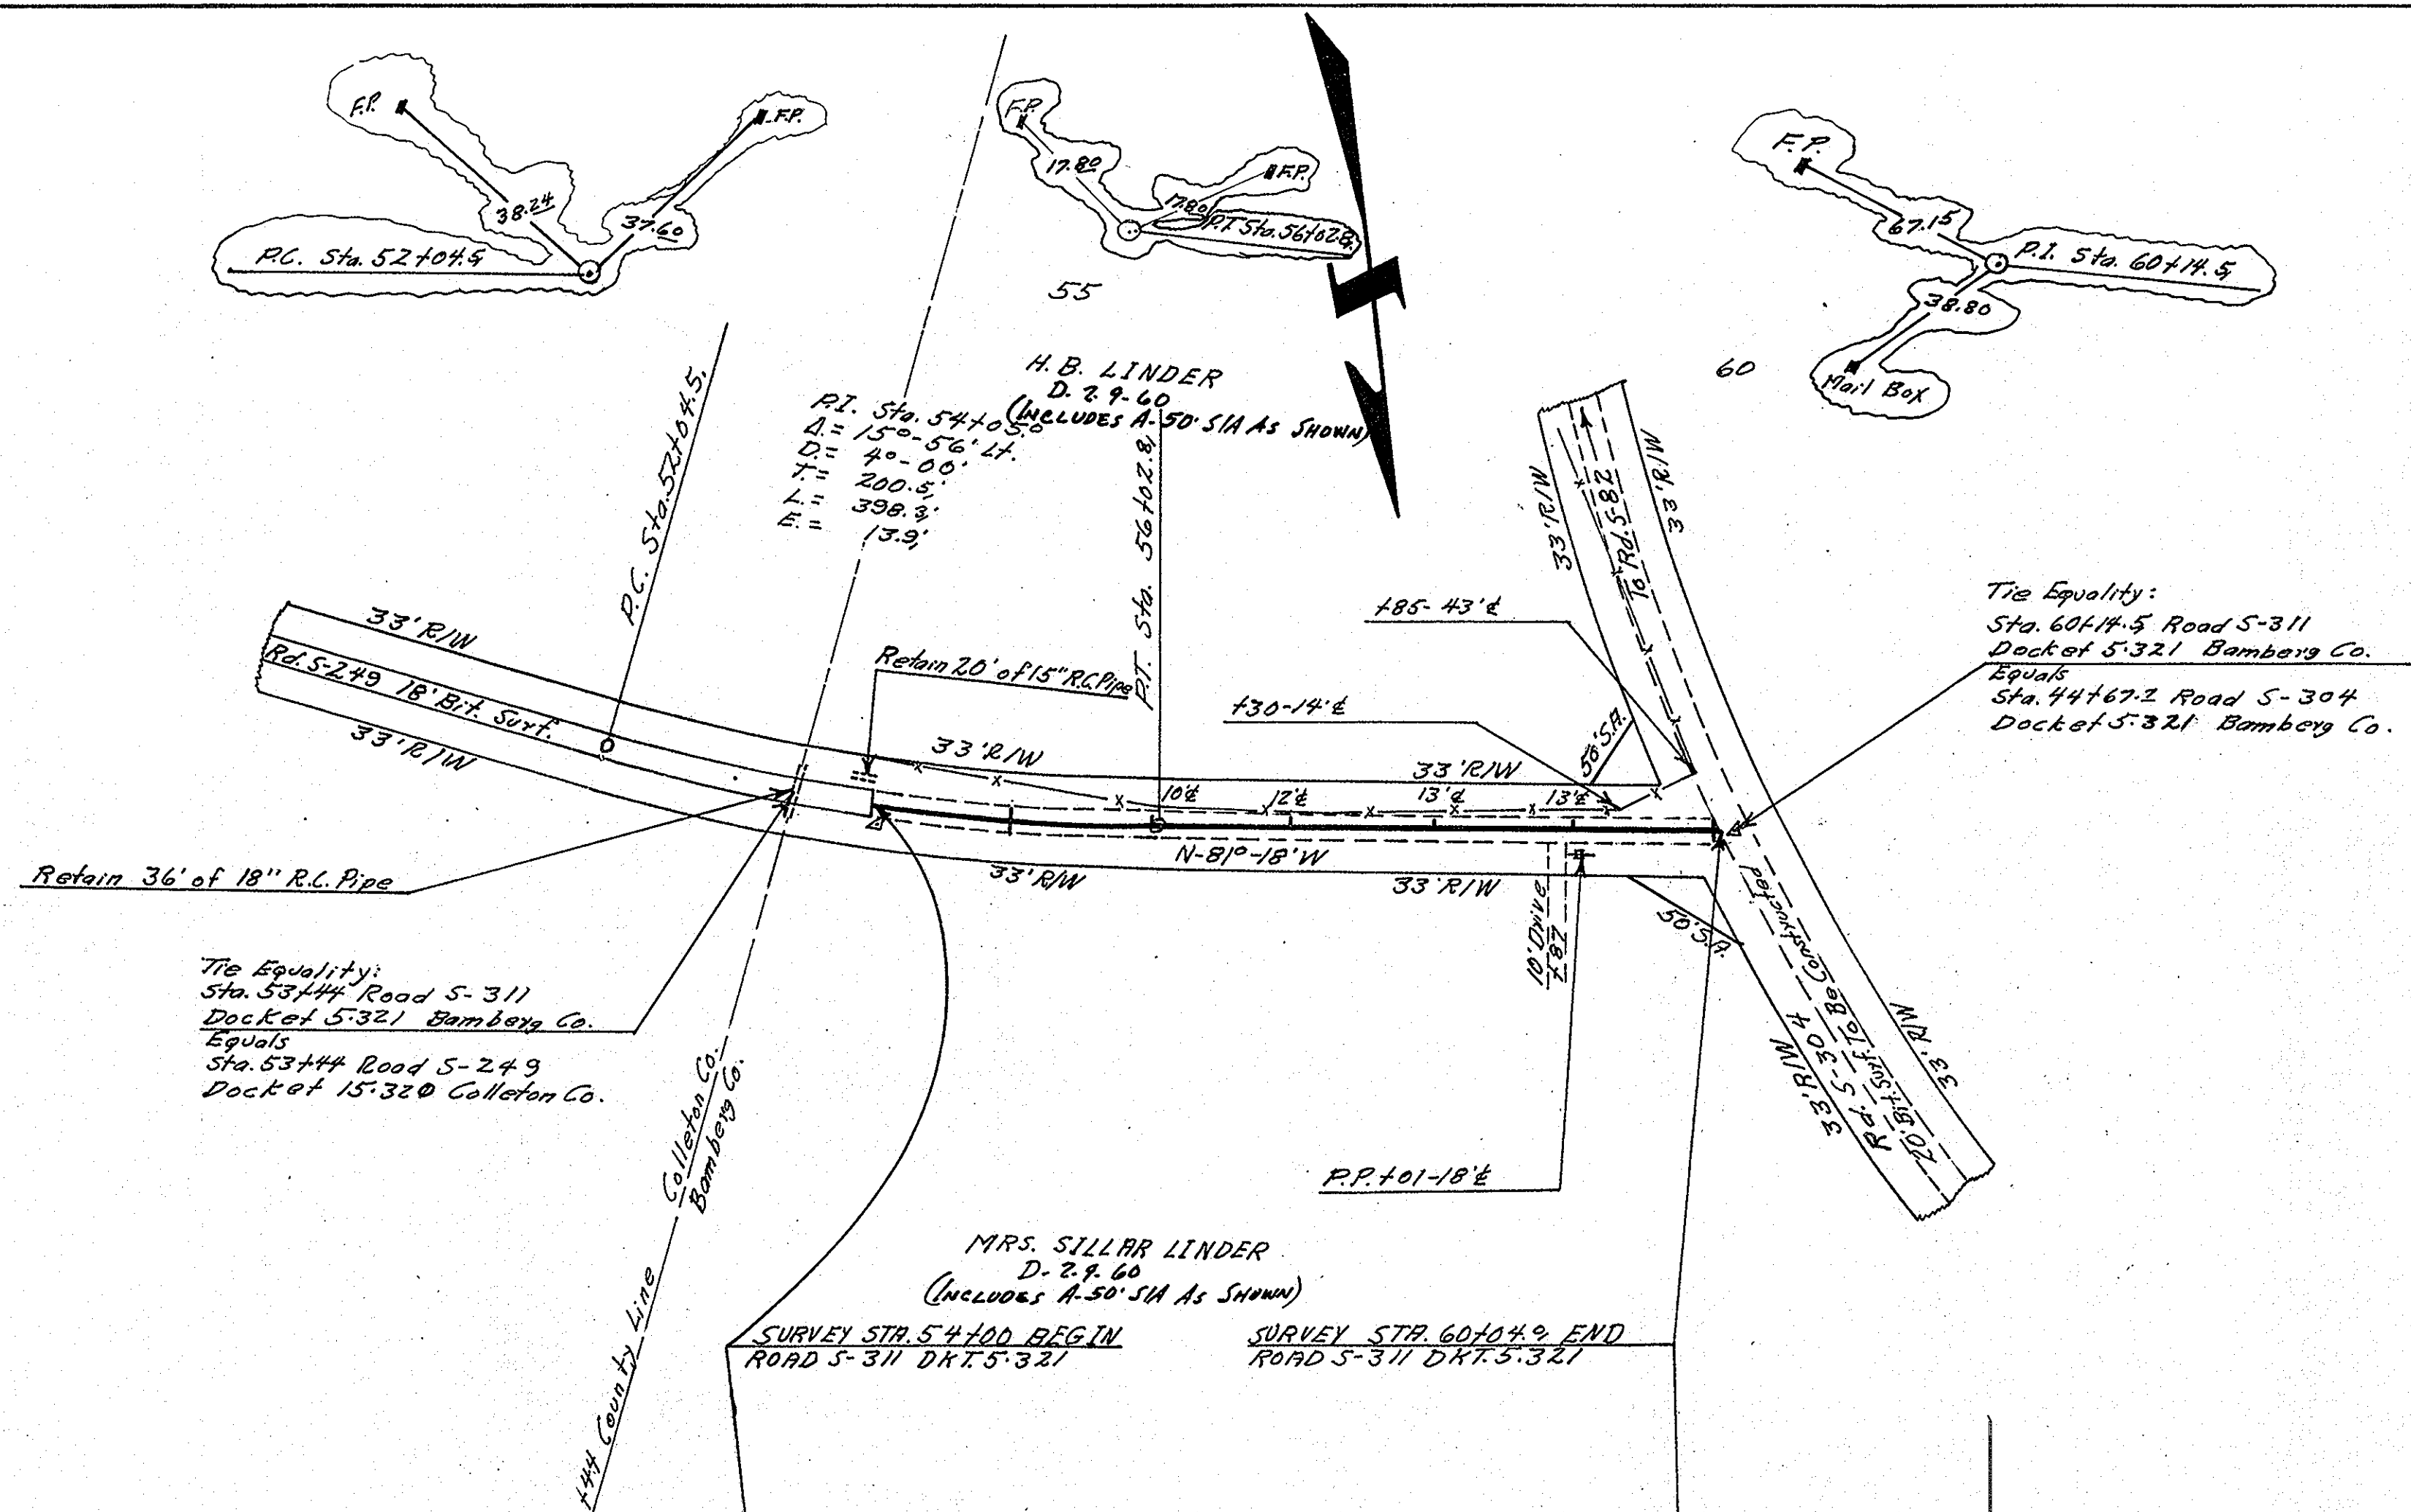 F.P.
F.P.
38.24
37.60
P.C. Sta. 52+04.5
F.P.
17.80
F.P.
17.80
P.T. Sta. 56+02.8
F.P.
67.15
P.I. Sta. 60+14.5
38.80
Mail Box
55
60
H.B. LINDER
D. 2.9-60
(INCLUDES A-50' S/A AS SHOWN)
P.I. Sta. 54+05.0
Δ.= 15°-56' Lt.
D.= 4°-00'
T.= 200.5'
L.= 398.3'
E.= 13.9'
P.C. Sta. 52+04.5
P.T. Sta. 56+02.8
33' R/W
33' R/W
To Rd. S-82
+85-43'℄
Tie Equality:
Sta. 60+14.5 Road S-311
Docket 5.321 Bamberg Co.
Equals
Sta. 44+67.2 Road S-304
Docket 5.321 Bamberg Co.
33' R/W
Rd. S-249 18' Bit. Surf.
33' R/W
Retain 20' of 15" R.C. Pipe
+30-14'℄
50' S.A.
33' R/W
33' R/W
10'℄
12'℄
13'℄
13'℄
N-81°-18' W
33' R/W
33' R/W
Retain 36' of 18" R.C. Pipe
10' DRIVE
+87
50' S.A.
Rd. S-304
20' Bit. Surf. To Be Constructed
33' R/W
33' R/W
Tie Equality:
Sta. 53+44 Road S-311
Docket 5.321 Bamberg Co.
Equals
Sta. 53+44 Road S-249
Docket 15.320 Colleton Co.
Colleton Co.
Bamberg Co.
P.P. +01-18'℄
MRS. SILLAR LINDER
D- 2.9-60
(INCLUDES A-50' S/A AS SHOWN)
+44 County Line
SURVEY STA. 54+00 BEGIN
ROAD S-311 DKT. 5.321
SURVEY STA. 60+04.9 END
ROAD S-311 DKT. 5.321